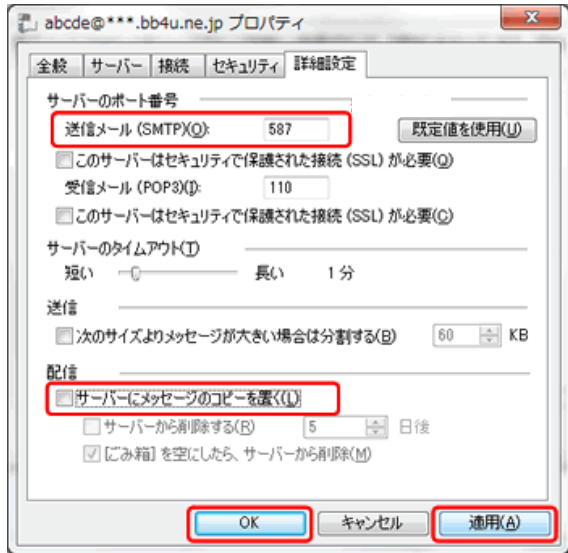 abcde@***.bb4u.ne.jp プロパティ
全般 サーバー 接続 セキュリティ 詳細設定
サーバーのポート番号
送信メール (SMTP)(O): 587 既定値を使用(U)
このサーバーはセキュリティで保護された接続 (SSL) が必要(Q)
受信メール (POP3)(I): 110
このサーバーはセキュリティで保護された接続 (SSL) が必要(C)
サーバーのタイムアウト(T)
短い 長い 1 分
送信
次のサイズよりメッセージが大きい場合は分割する(B) 60 KB
配信
サーバーにメッセージのコピーを置く(L)
サーバーから削除する(R) 5 日後
[ごみ箱] を空にしたら、サーバーから削除(M)
OK キャンセル 適用(A)